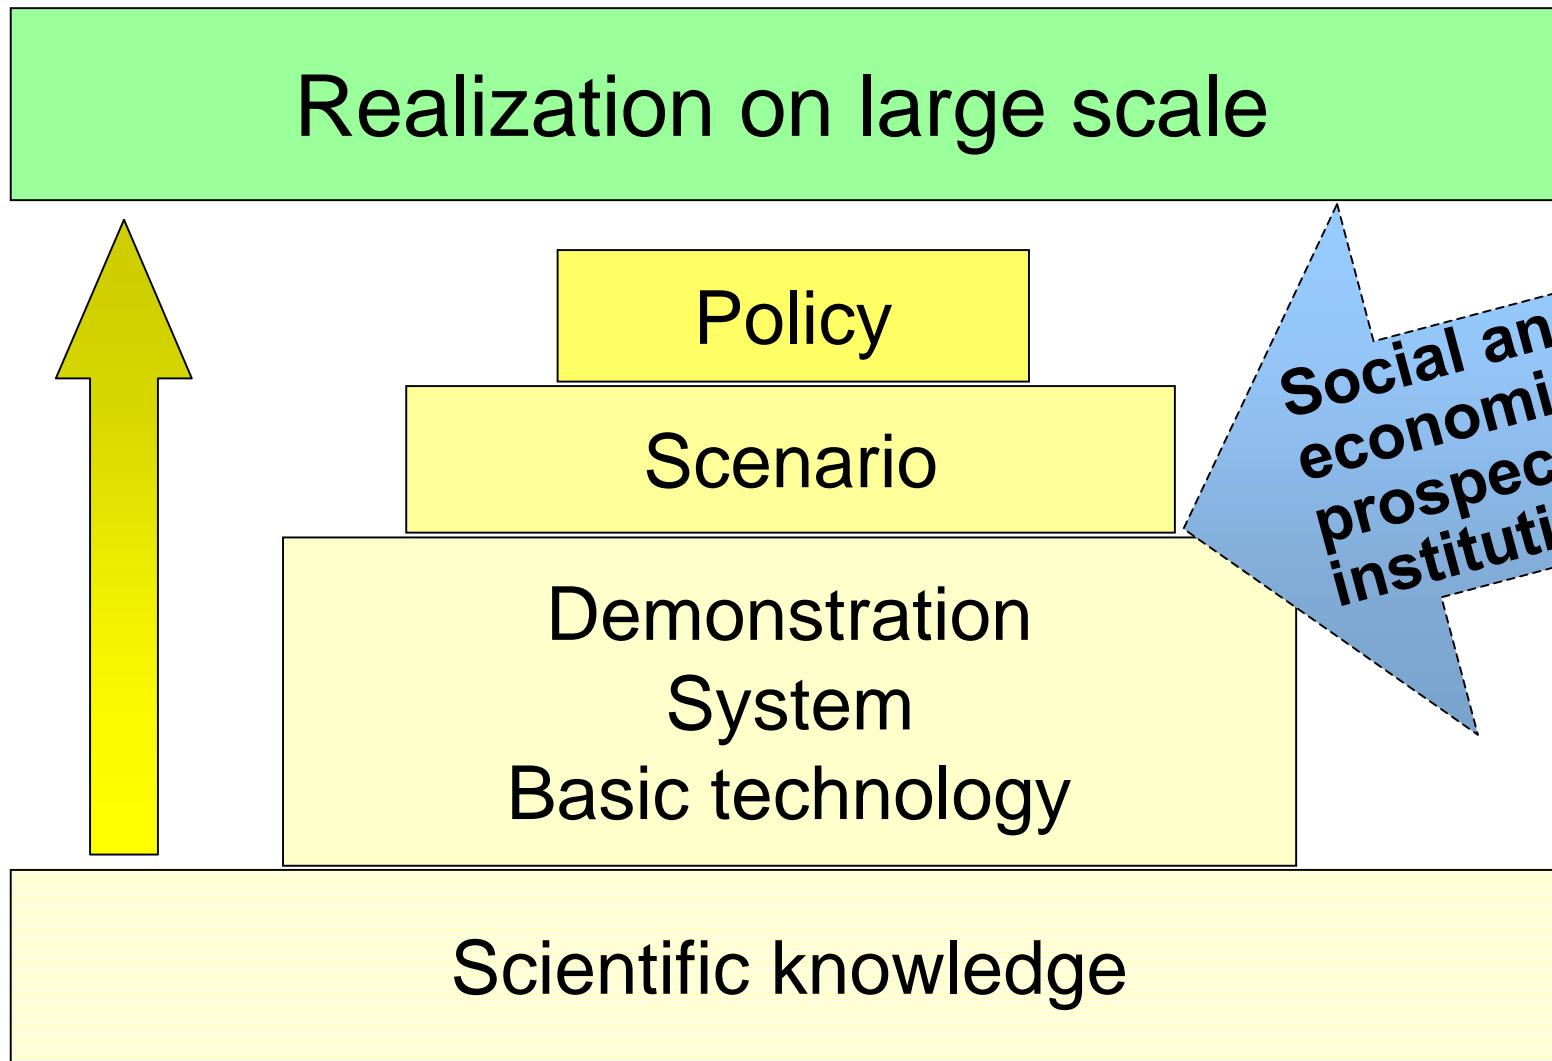 Realization on large scale
Policy
Social an
economi
Scenario
prospec
instituti
Demonstration
System
Basic technology
Scientific knowledge